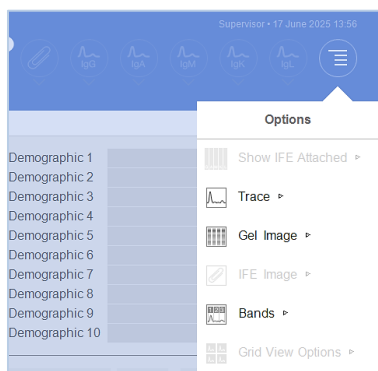 Supervisor • 17 June 2025 13:56
IgG IgA IgM IgK IgL
Options
Demographic 1
Demographic 2
Demographic 3
Demographic 4
Demographic 5
Demographic 6
Demographic 7
Demographic 8
Demographic 9
Demographic 10
Show IFE Attached
Trace
Gel Image
IFE Image
Bands
Grid View Options